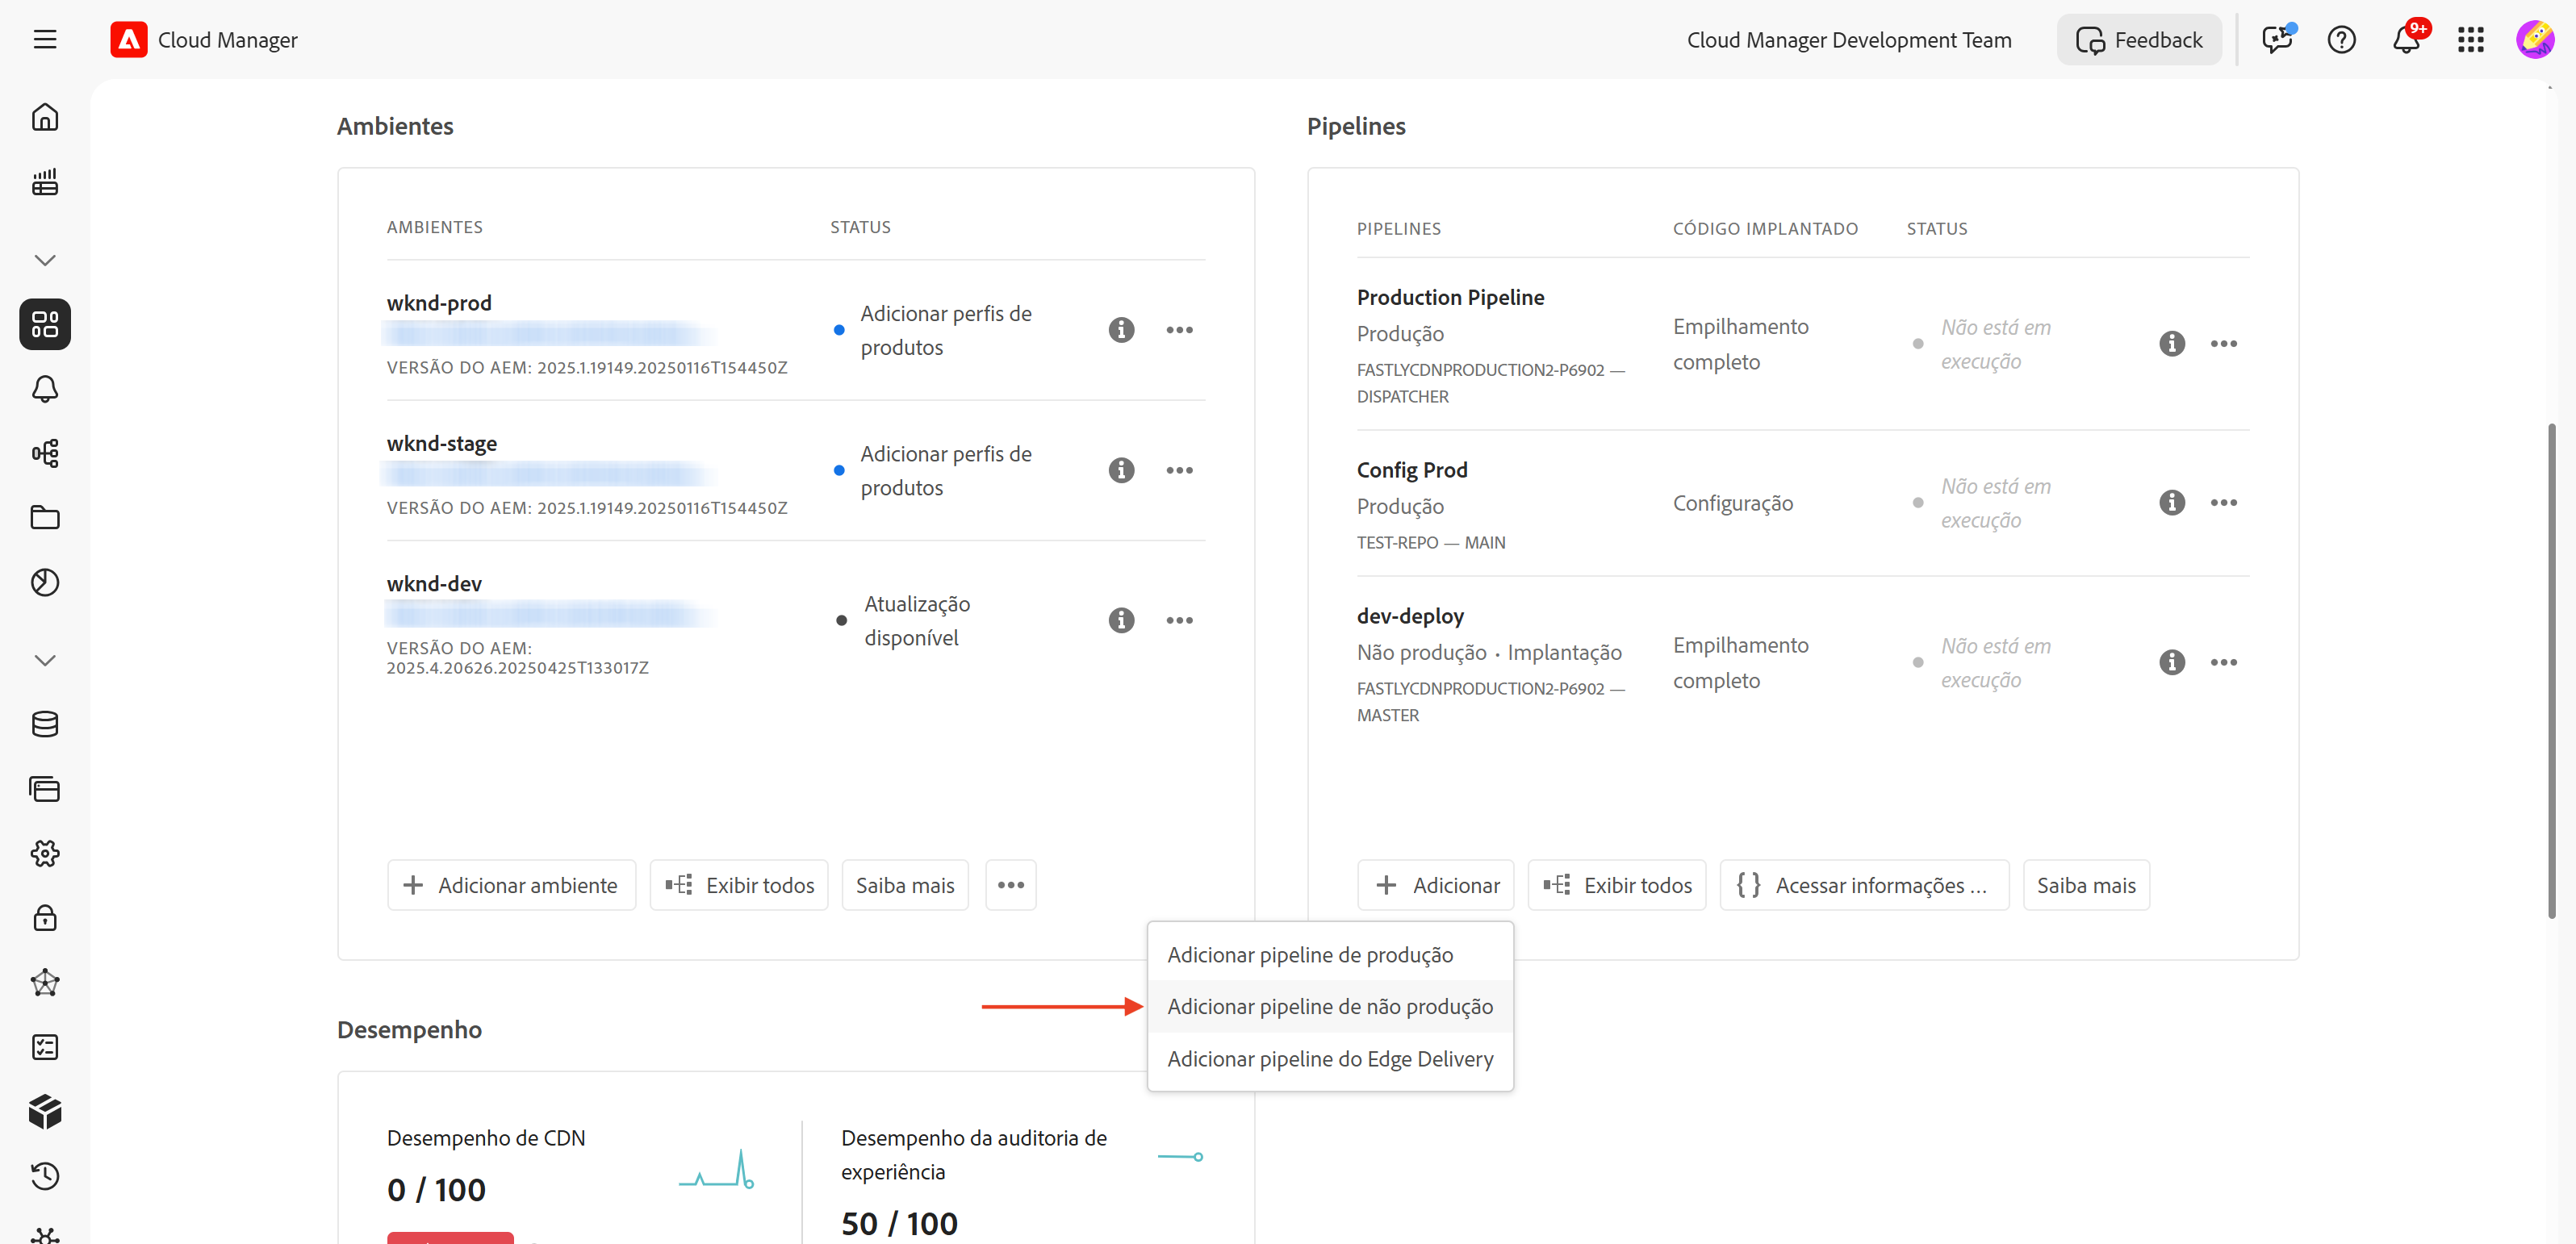 Cloud Manager
Cloud Manager Development Team
Feedback
9+
Ambientes
AMBIENTES
STATUS
wknd-prod
VERSÃO DO AEM: 2025.1.19149.20250116T154450Z
Adicionar perfis de
produtos
wknd-stage
VERSÃO DO AEM: 2025.1.19149.20250116T154450Z
Adicionar perfis de
produtos
wknd-dev
VERSÃO DO AEM:
2025.4.20626.20250425T133017Z
Atualização
disponível
Adicionar ambiente
Exibir todos
Saiba mais
Pipelines
PIPELINES
CÓDIGO IMPLANTADO
STATUS
Production Pipeline
Produção
FASTLYCDNPRODUCTION2-P6902 —
DISPATCHER
Empilhamento
completo
Não está em
execução
Config Prod
Produção
TEST-REPO — MAIN
Configuração
Não está em
execução
dev-deploy
Não produção · Implantação
FASTLYCDNPRODUCTION2-P6902 —
MASTER
Empilhamento
completo
Não está em
execução
Adicionar
Exibir todos
Acessar informações ...
Saiba mais
Adicionar pipeline de produção
Adicionar pipeline de não produção
Adicionar pipeline do Edge Delivery
Desempenho
Desempenho de CDN
0 / 100
Desempenho da auditoria de
experiência
50 / 100